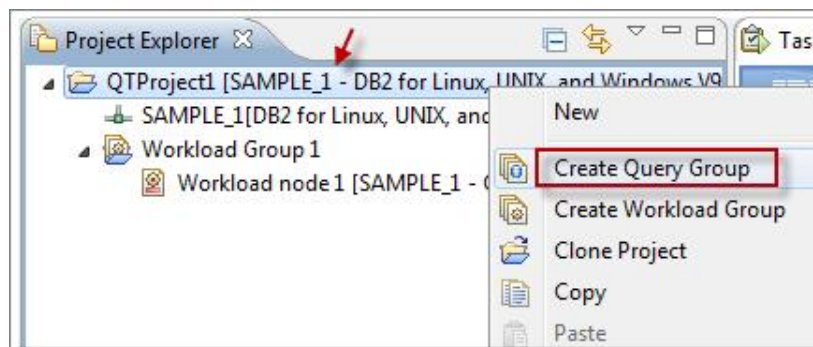 Project Explorer
Tas
QTProject1 [SAMPLE_1 - DB2 for Linux, UNIX, and Windows V9
SAMPLE_1[DB2 for Linux, UNIX, and
Workload Group 1
Workload node 1 [SAMPLE_1 -
New
Create Query Group
Create Workload Group
Clone Project
Copy
Paste